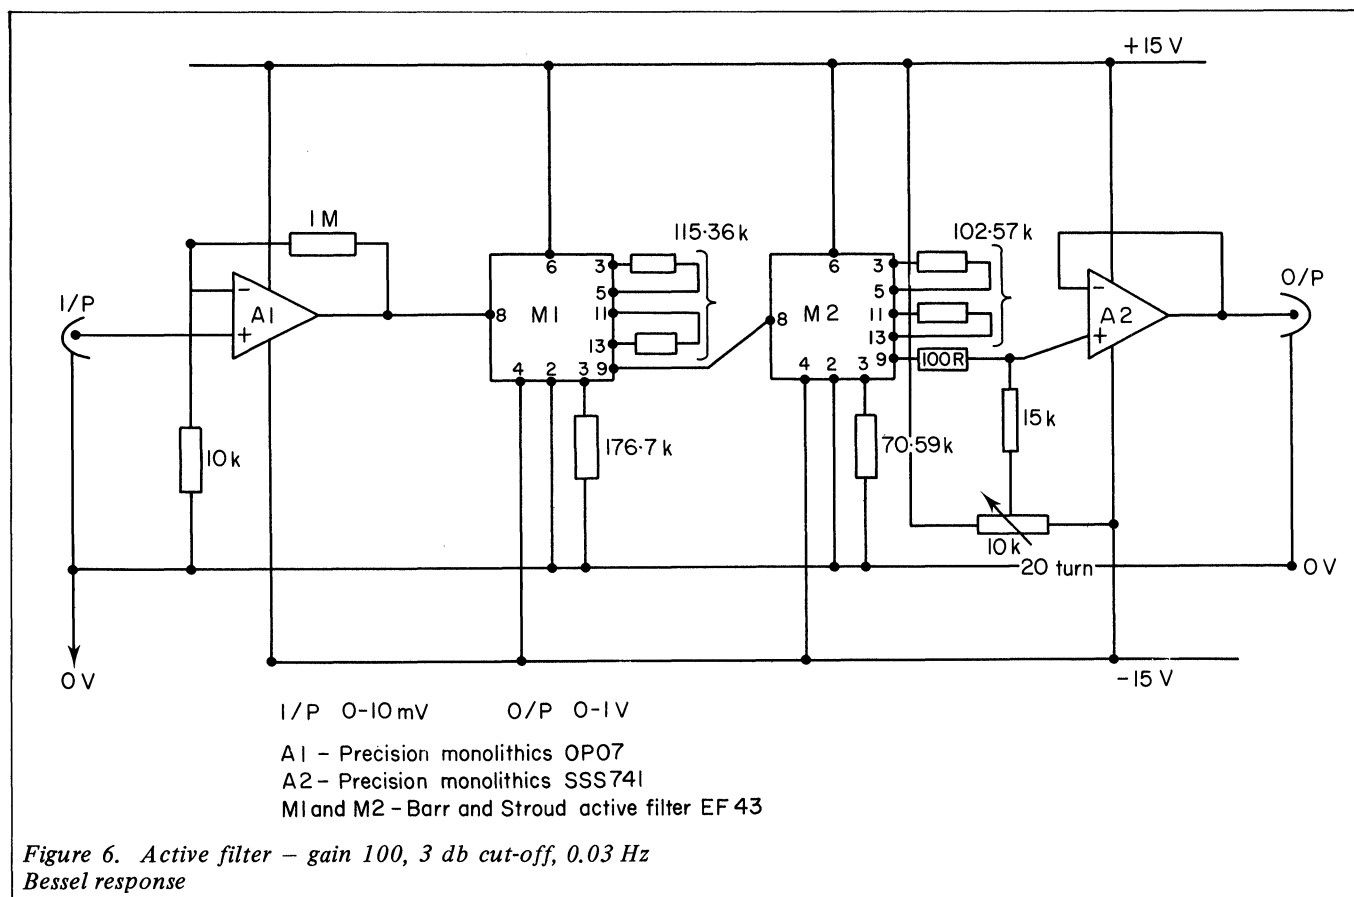 +15 V
1 M
115·36 k
102·57 k
I/P
A1
−
+
8
M1
6
3
5
11
13
9
4
2
3
8
M2
6
3
5
11
13
9
4
2
3
100R
−
A2
+
O/P
10 k
176·7 k
70·59 k
15 k
10 k
20 turn
0 V
0 V
−15 V
I/P 0-10 mV O/P 0-1 V
A1 – Precision monolithics OP07
A2 – Precision monolithics SSS741
M1 and M2 – Barr and Stroud active filter EF 43
Figure 6. Active filter – gain 100, 3 db cut-off, 0.03 Hz
Bessel response